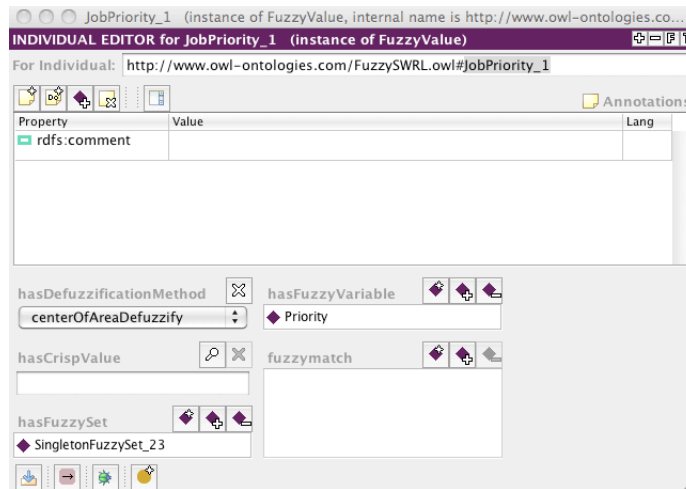 JobPriority_1 (instance of FuzzyValue, internal name is http://www.owl-ontologies.co...
INDIVIDUAL EDITOR for JobPriority_1 (instance of FuzzyValue)
For Individual: http://www.owl-ontologies.com/FuzzySWRL.owl#JobPriority_1
Annotations
Property Value Lang
rdfs:comment
hasDefuzzificationMethod hasFuzzyVariable
centerOfAreaDefuzzify Priority
hasCrispValue fuzzymatch
hasFuzzySet
SingletonFuzzySet_23